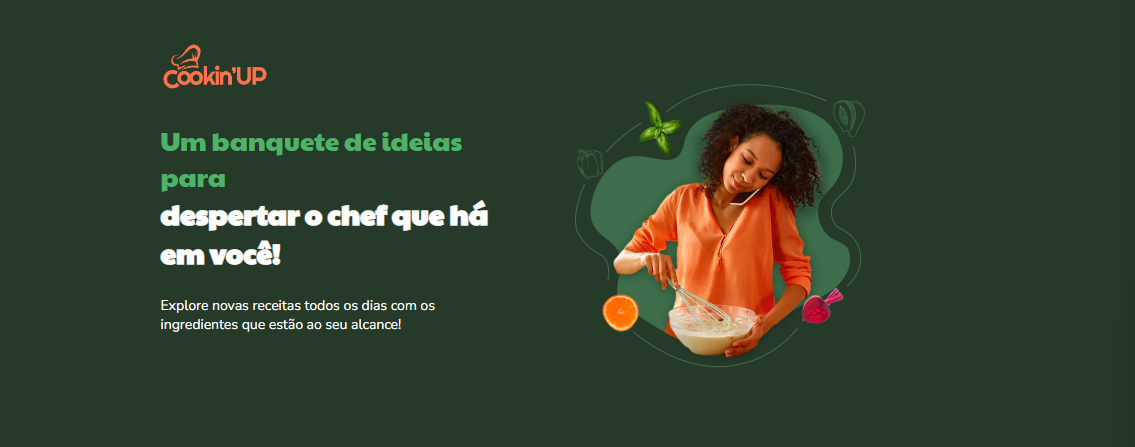 Cookin'UP
Um banquete de ideias
para
despertar o chef que há
em você!
Explore novas receitas todos os dias com os
ingredientes que estão ao seu alcance!